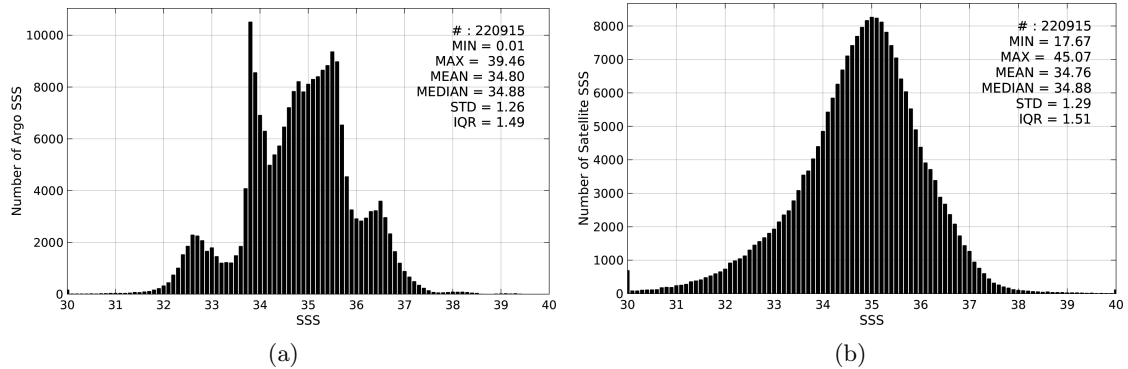 10000
8000
6000
4000
2000
0
Number of Argo SSS
# : 220915
MIN = 0.01
MAX = 39.46
MEAN = 34.80
MEDIAN = 34.88
STD = 1.26
IQR = 1.49
30 31 32 33 34 35 36 37 38 39 40
SSS
(a)
8000
7000
6000
5000
4000
3000
2000
1000
0
Number of Satellite SSS
# : 220915
MIN = 17.67
MAX = 45.07
MEAN = 34.76
MEDIAN = 34.88
STD = 1.29
IQR = 1.51
30 31 32 33 34 35 36 37 38 39 40
SSS
(b)